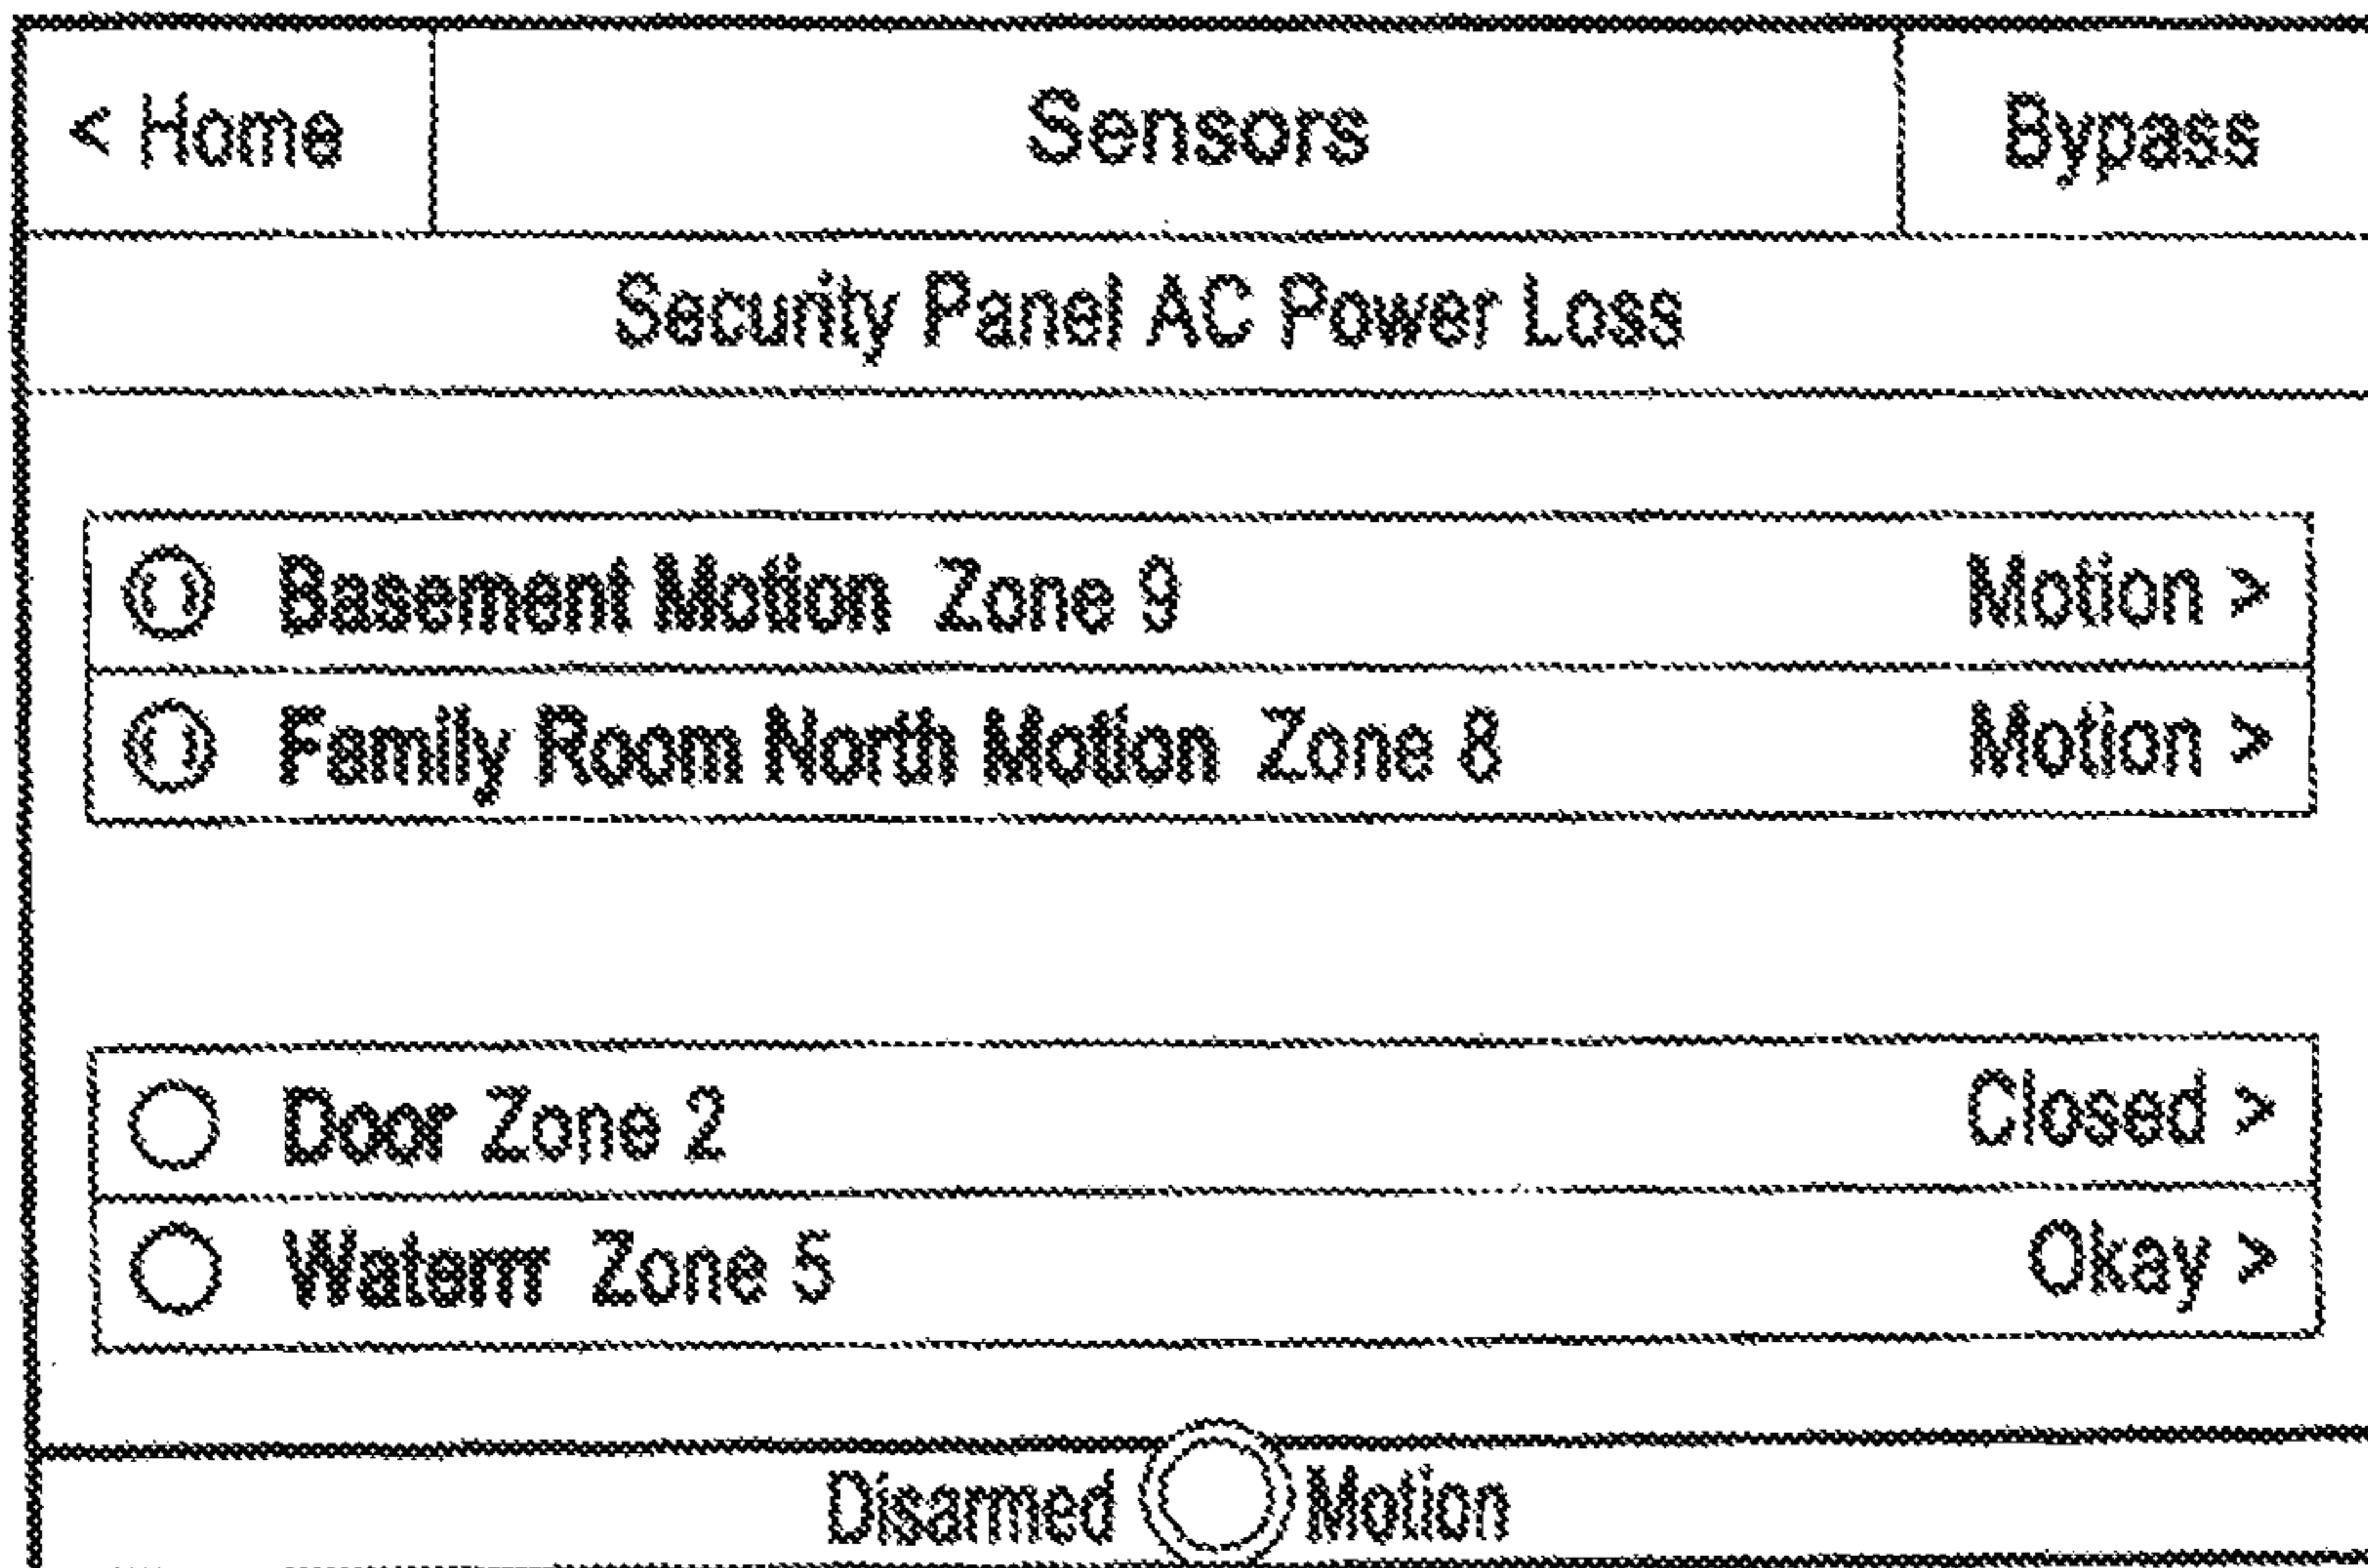 < Home Sensors Bypass
Security Panel AC Power Loss
Basement Motion Zone 9 Motion >
Family Room North Motion Zone 8 Motion >
Door Zone 2 Closed >
Waterrr Zone 5 Okay >
Disarmed Motion